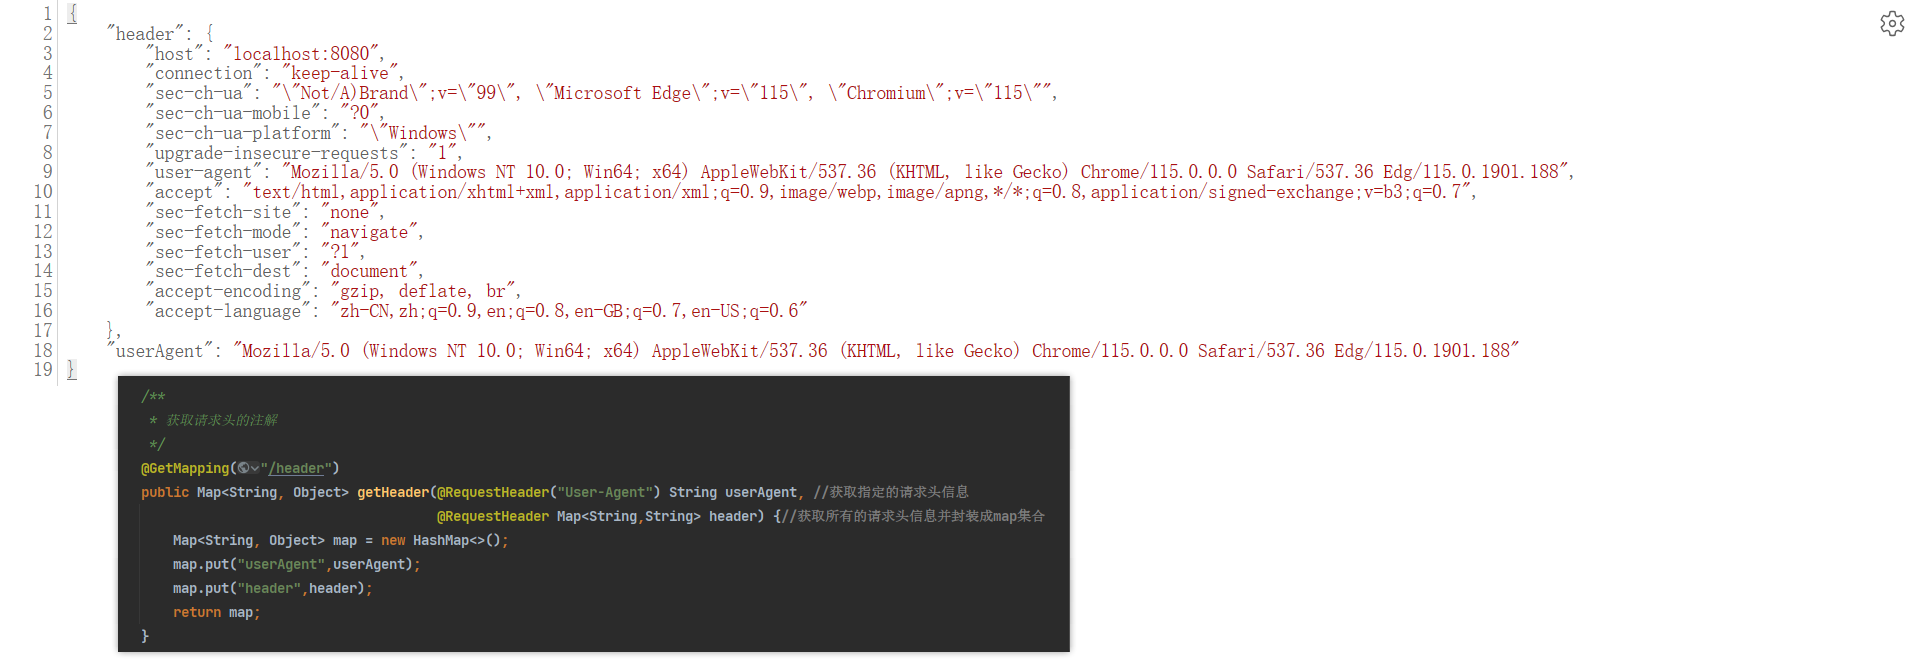 1 {
2 "header": {
3 "host": "localhost:8080",
4 "connection": "keep-alive",
5 "sec-ch-ua": "\"Not/A)Brand\";v=\"99\", \"Microsoft Edge\";v=\"115\", \"Chromium\";v=\"115\"",
6 "sec-ch-ua-mobile": "?0",
7 "sec-ch-ua-platform": "\"Windows\"",
8 "upgrade-insecure-requests": "1",
9 "user-agent": "Mozilla/5.0 (Windows NT 10.0; Win64; x64) AppleWebKit/537.36 (KHTML, like Gecko) Chrome/115.0.0.0 Safari/537.36 Edg/115.0.1901.188",
10 "accept": "text/html,application/xhtml+xml,application/xml;q=0.9,image/webp,image/apng,*/*;q=0.8,application/signed-exchange;v=b3;q=0.7",
11 "sec-fetch-site": "none",
12 "sec-fetch-mode": "navigate",
13 "sec-fetch-user": "?1",
14 "sec-fetch-dest": "document",
15 "accept-encoding": "gzip, deflate, br",
16 "accept-language": "zh-CN,zh;q=0.9,en;q=0.8,en-GB;q=0.7,en-US;q=0.6"
17 },
18 "userAgent": "Mozilla/5.0 (Windows NT 10.0; Win64; x64) AppleWebKit/537.36 (KHTML, like Gecko) Chrome/115.0.0.0 Safari/537.36 Edg/115.0.1901.188"
19 }
/**
* 获取请求头的注解
*/
@GetMapping("/header")
public Map<String, Object> getHeader(@RequestHeader("User-Agent") String userAgent, //获取指定的请求头信息
@RequestHeader Map<String,String> header) {//获取所有的请求头信息并封装成map集合
Map<String, Object> map = new HashMap<>();
map.put("userAgent",userAgent);
map.put("header",header);
return map;
}